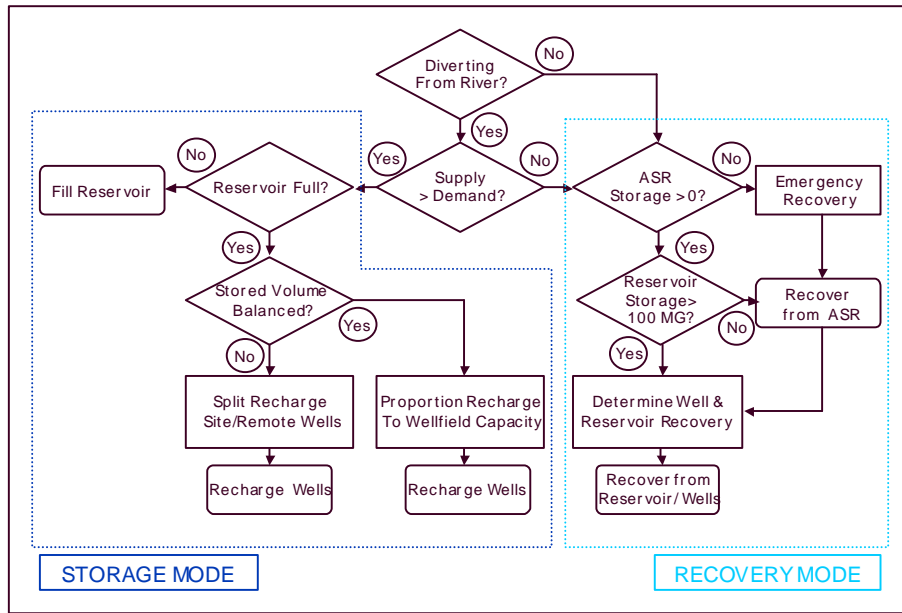 Diverting
From River?
No
Yes
Supply
> Demand?
Yes
No
Reservoir Full?
No
Fill Reservoir
Yes
Stored Volume
Balanced?
Yes
No
Split Recharge
Site/Remote Wells
Recharge Wells
Proportion Recharge
To Wellfield Capacity
Recharge Wells
ASR
Storage >0?
No
Emergency
Recovery
Yes
Reservoir
Storage>
100 MG?
No
Recover
from ASR
Yes
Determine Well &
Reservoir Recovery
Recover from
Reservoir/Wells
STORAGE MODE
RECOVERY MODE